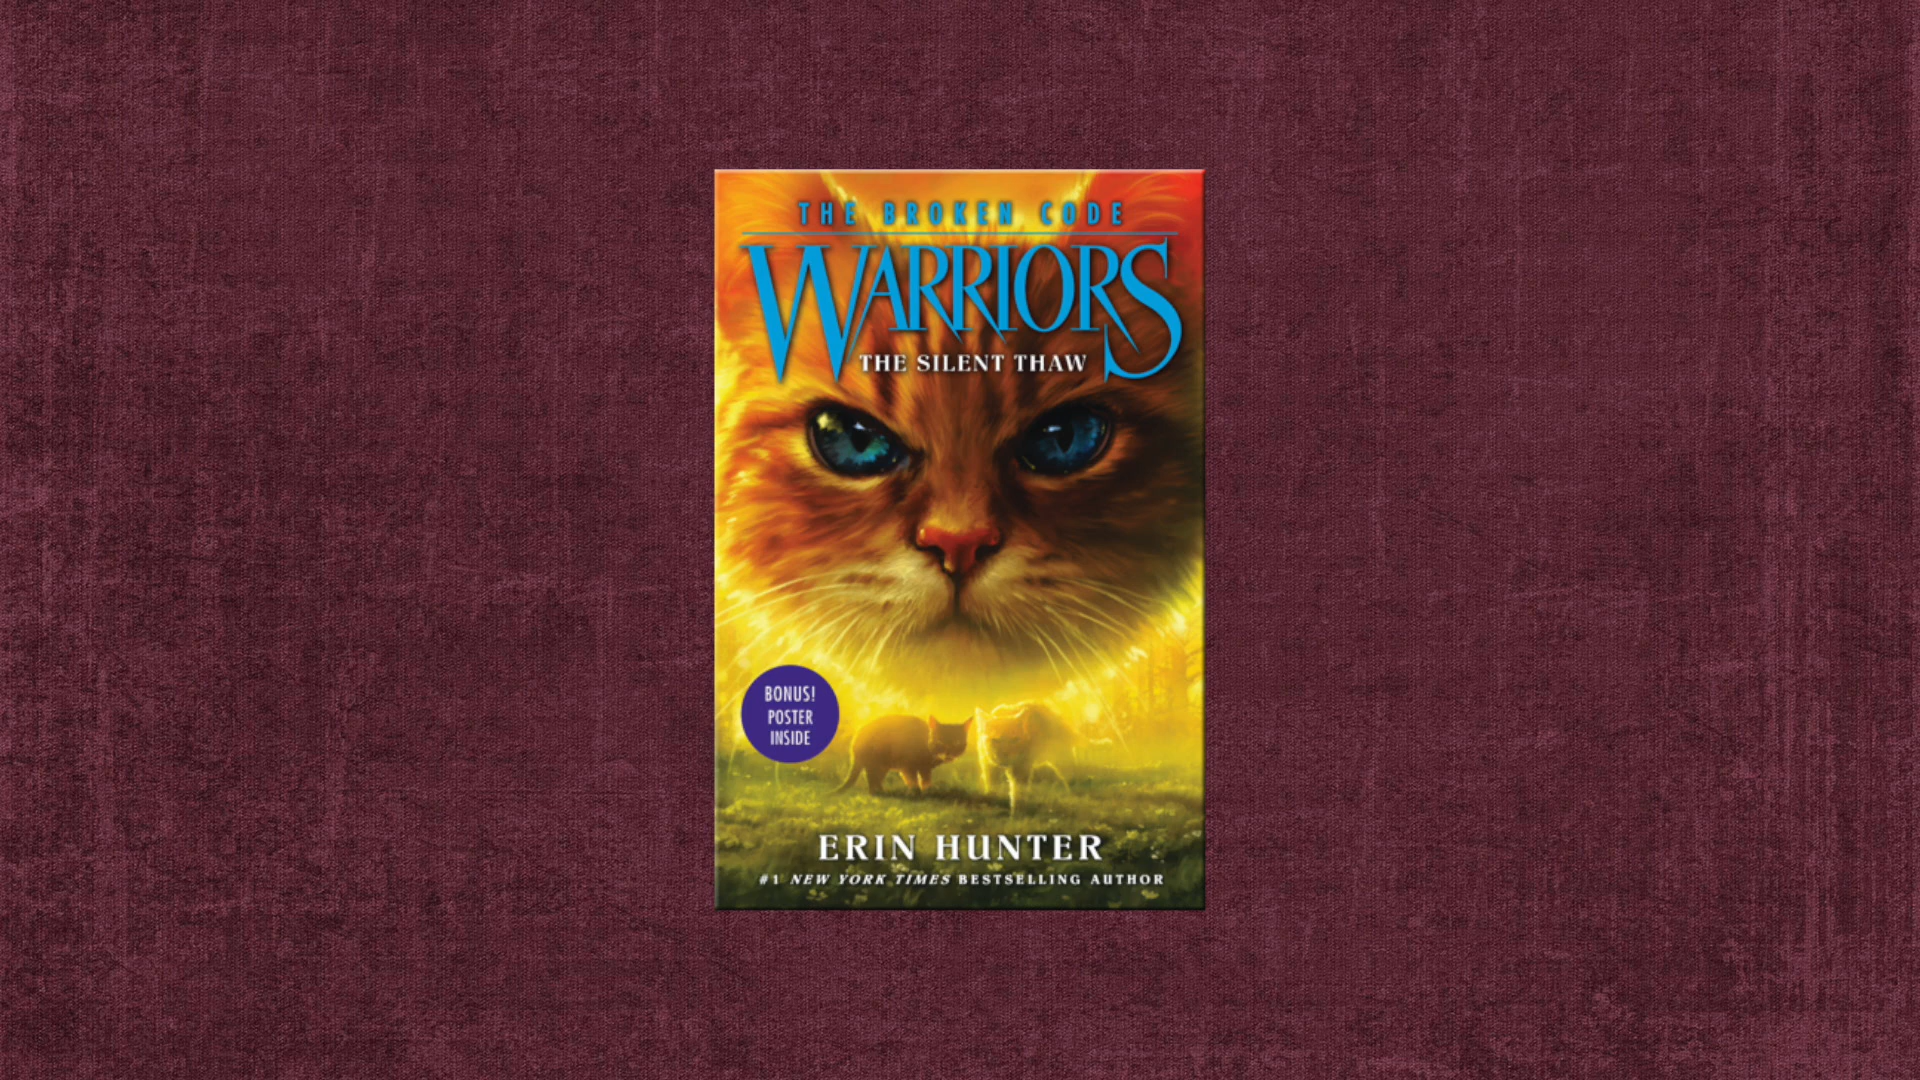 THE BROKEN CODE
WARRIORS
THE SILENT THAW
BONUS!
POSTER
INSIDE
ERIN HUNTER
#1 NEW YORK TIMES BESTSELLING AUTHOR